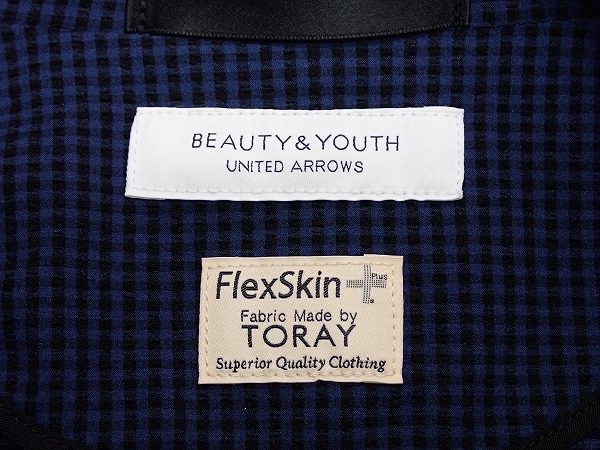 BEAUTY&YOUTH
UNITED ARROWS
FlexSkin Plus
Fabric Made by
TORAY
Superior Quality Clothing